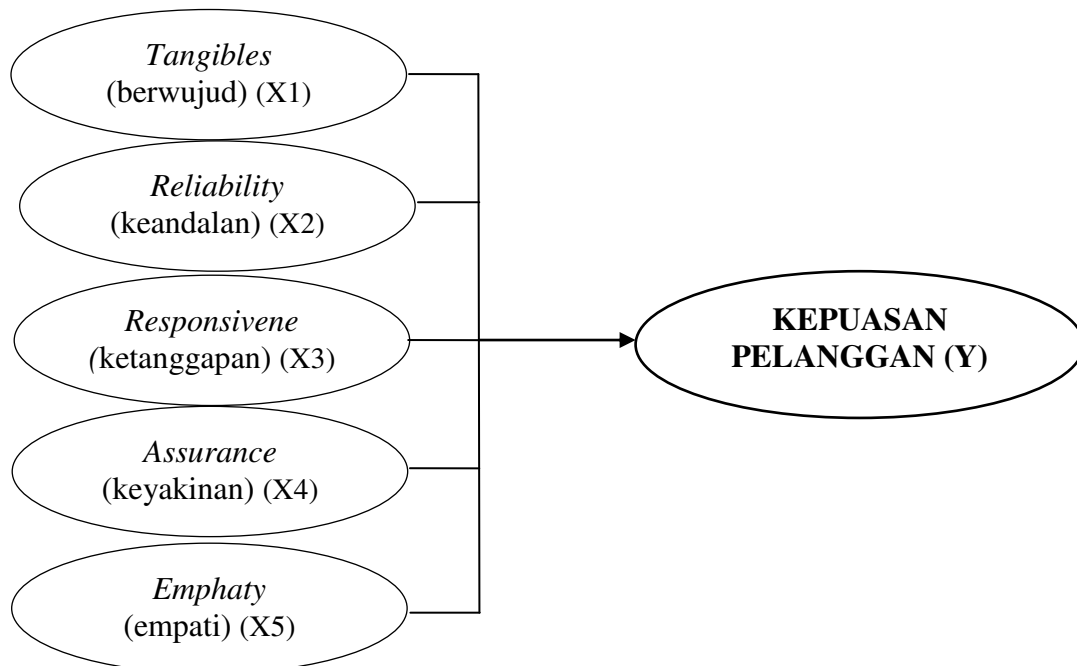 Tangibles
(berwujud) (X1)
Reliability
(keandalan) (X2)
Responsivene
(ketanggapan) (X3)
Assurance
(keyakinan) (X4)
Emphaty
(empati) (X5)
KEPUASAN
PELANGGAN (Y)